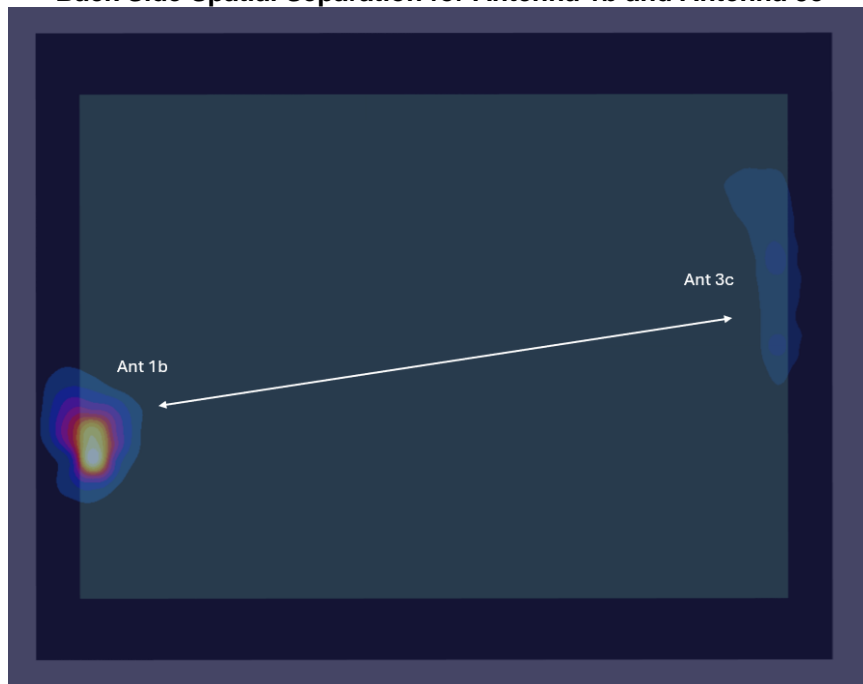 Back Side Spatial Separation for Antenna 1b and Antenna 3c
Ant 3c
Ant 1b